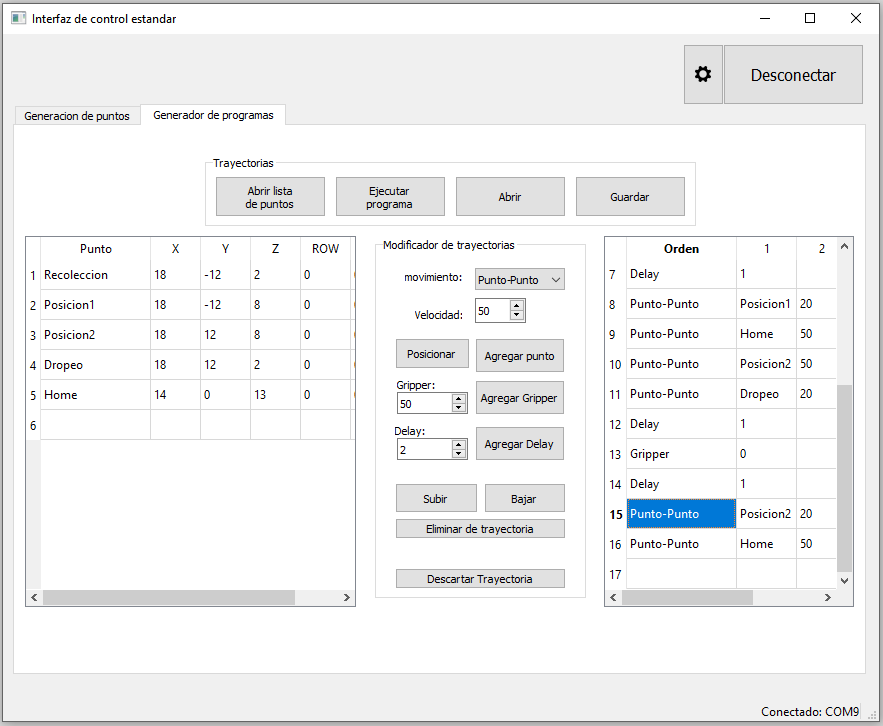 Interfaz de control estandar
Desconectar
Generacion de puntos Generador de programas
Trayectorias
Abrir lista de puntos Ejecutar programa Abrir Guardar
Punto X Y Z ROW
1 Recoleccion 18 -12 2 0
2 Posicion1 18 -12 8 0
3 Posicion2 18 12 8 0
4 Dropeo 18 12 2 0
5 Home 14 0 13 0
6
Modificador de trayectorias
movimiento: Punto-Punto
Velocidad: 50
Posicionar Agregar punto
Gripper:
50 Agregar Gripper
Delay:
2 Agregar Delay
Subir Bajar
Eliminar de trayectoria
Descartar Trayectoria
Orden 1 2
7 Delay 1
8 Punto-Punto Posicion1 20
9 Punto-Punto Home 50
10 Punto-Punto Posicion2 50
11 Punto-Punto Dropeo 20
12 Delay 1
13 Gripper 0
14 Delay 1
15 Punto-Punto Posicion2 20
16 Punto-Punto Home 50
17
Conectado: COM9